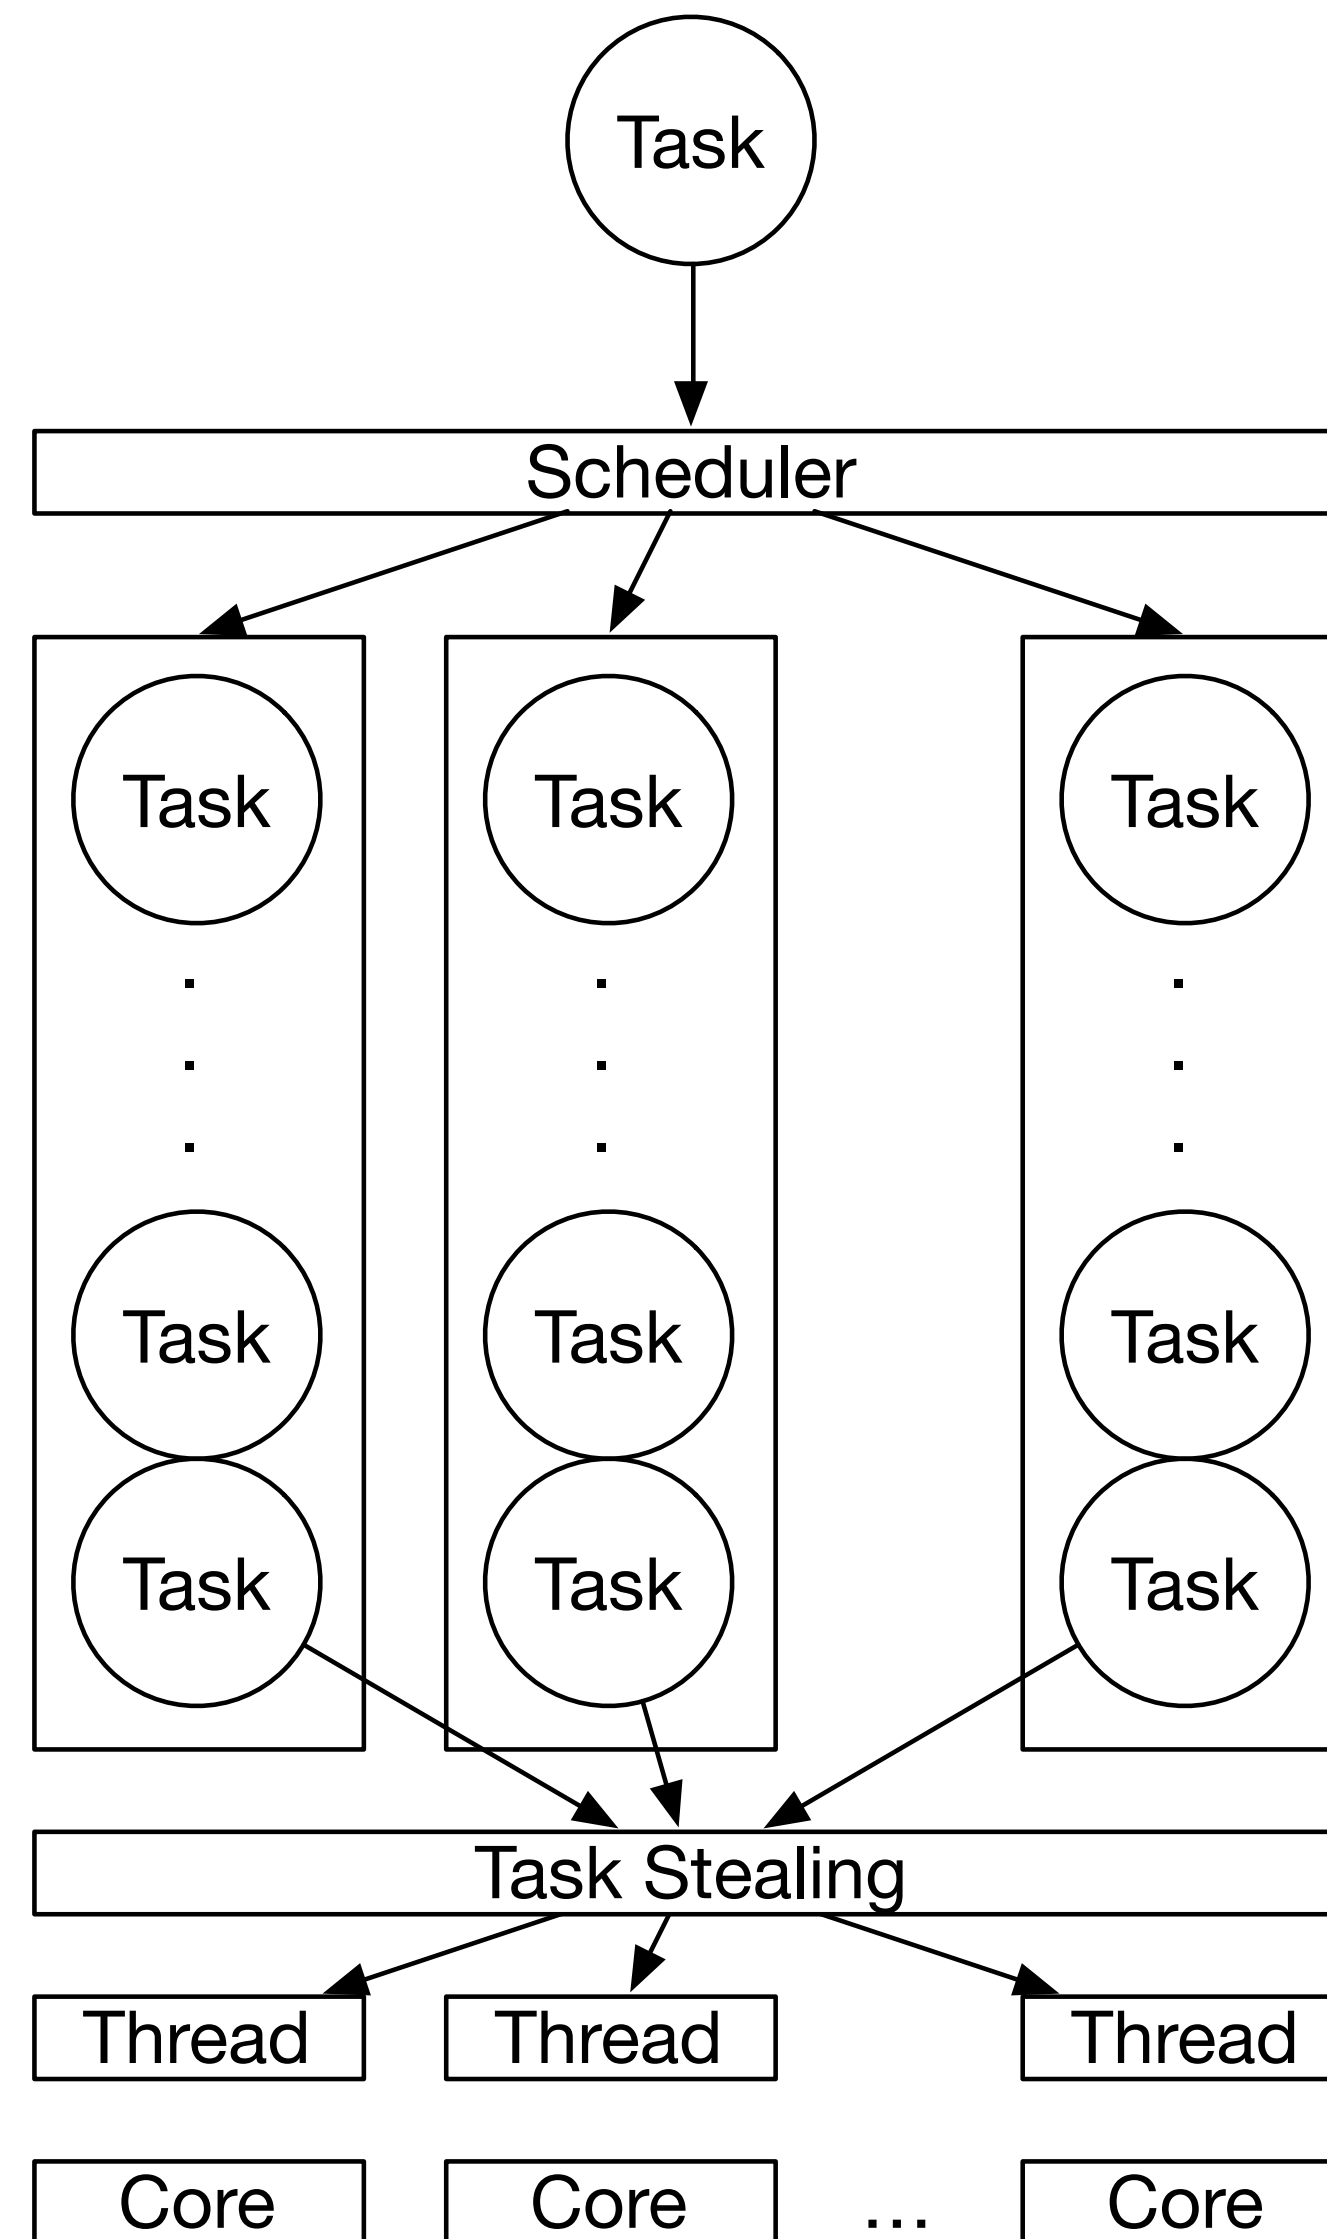 Task
Scheduler
Task Task Task
. . .
. . .
. . .
Task Task Task
Task Task Task
Task Stealing
Thread Thread Thread
Core Core ... Core